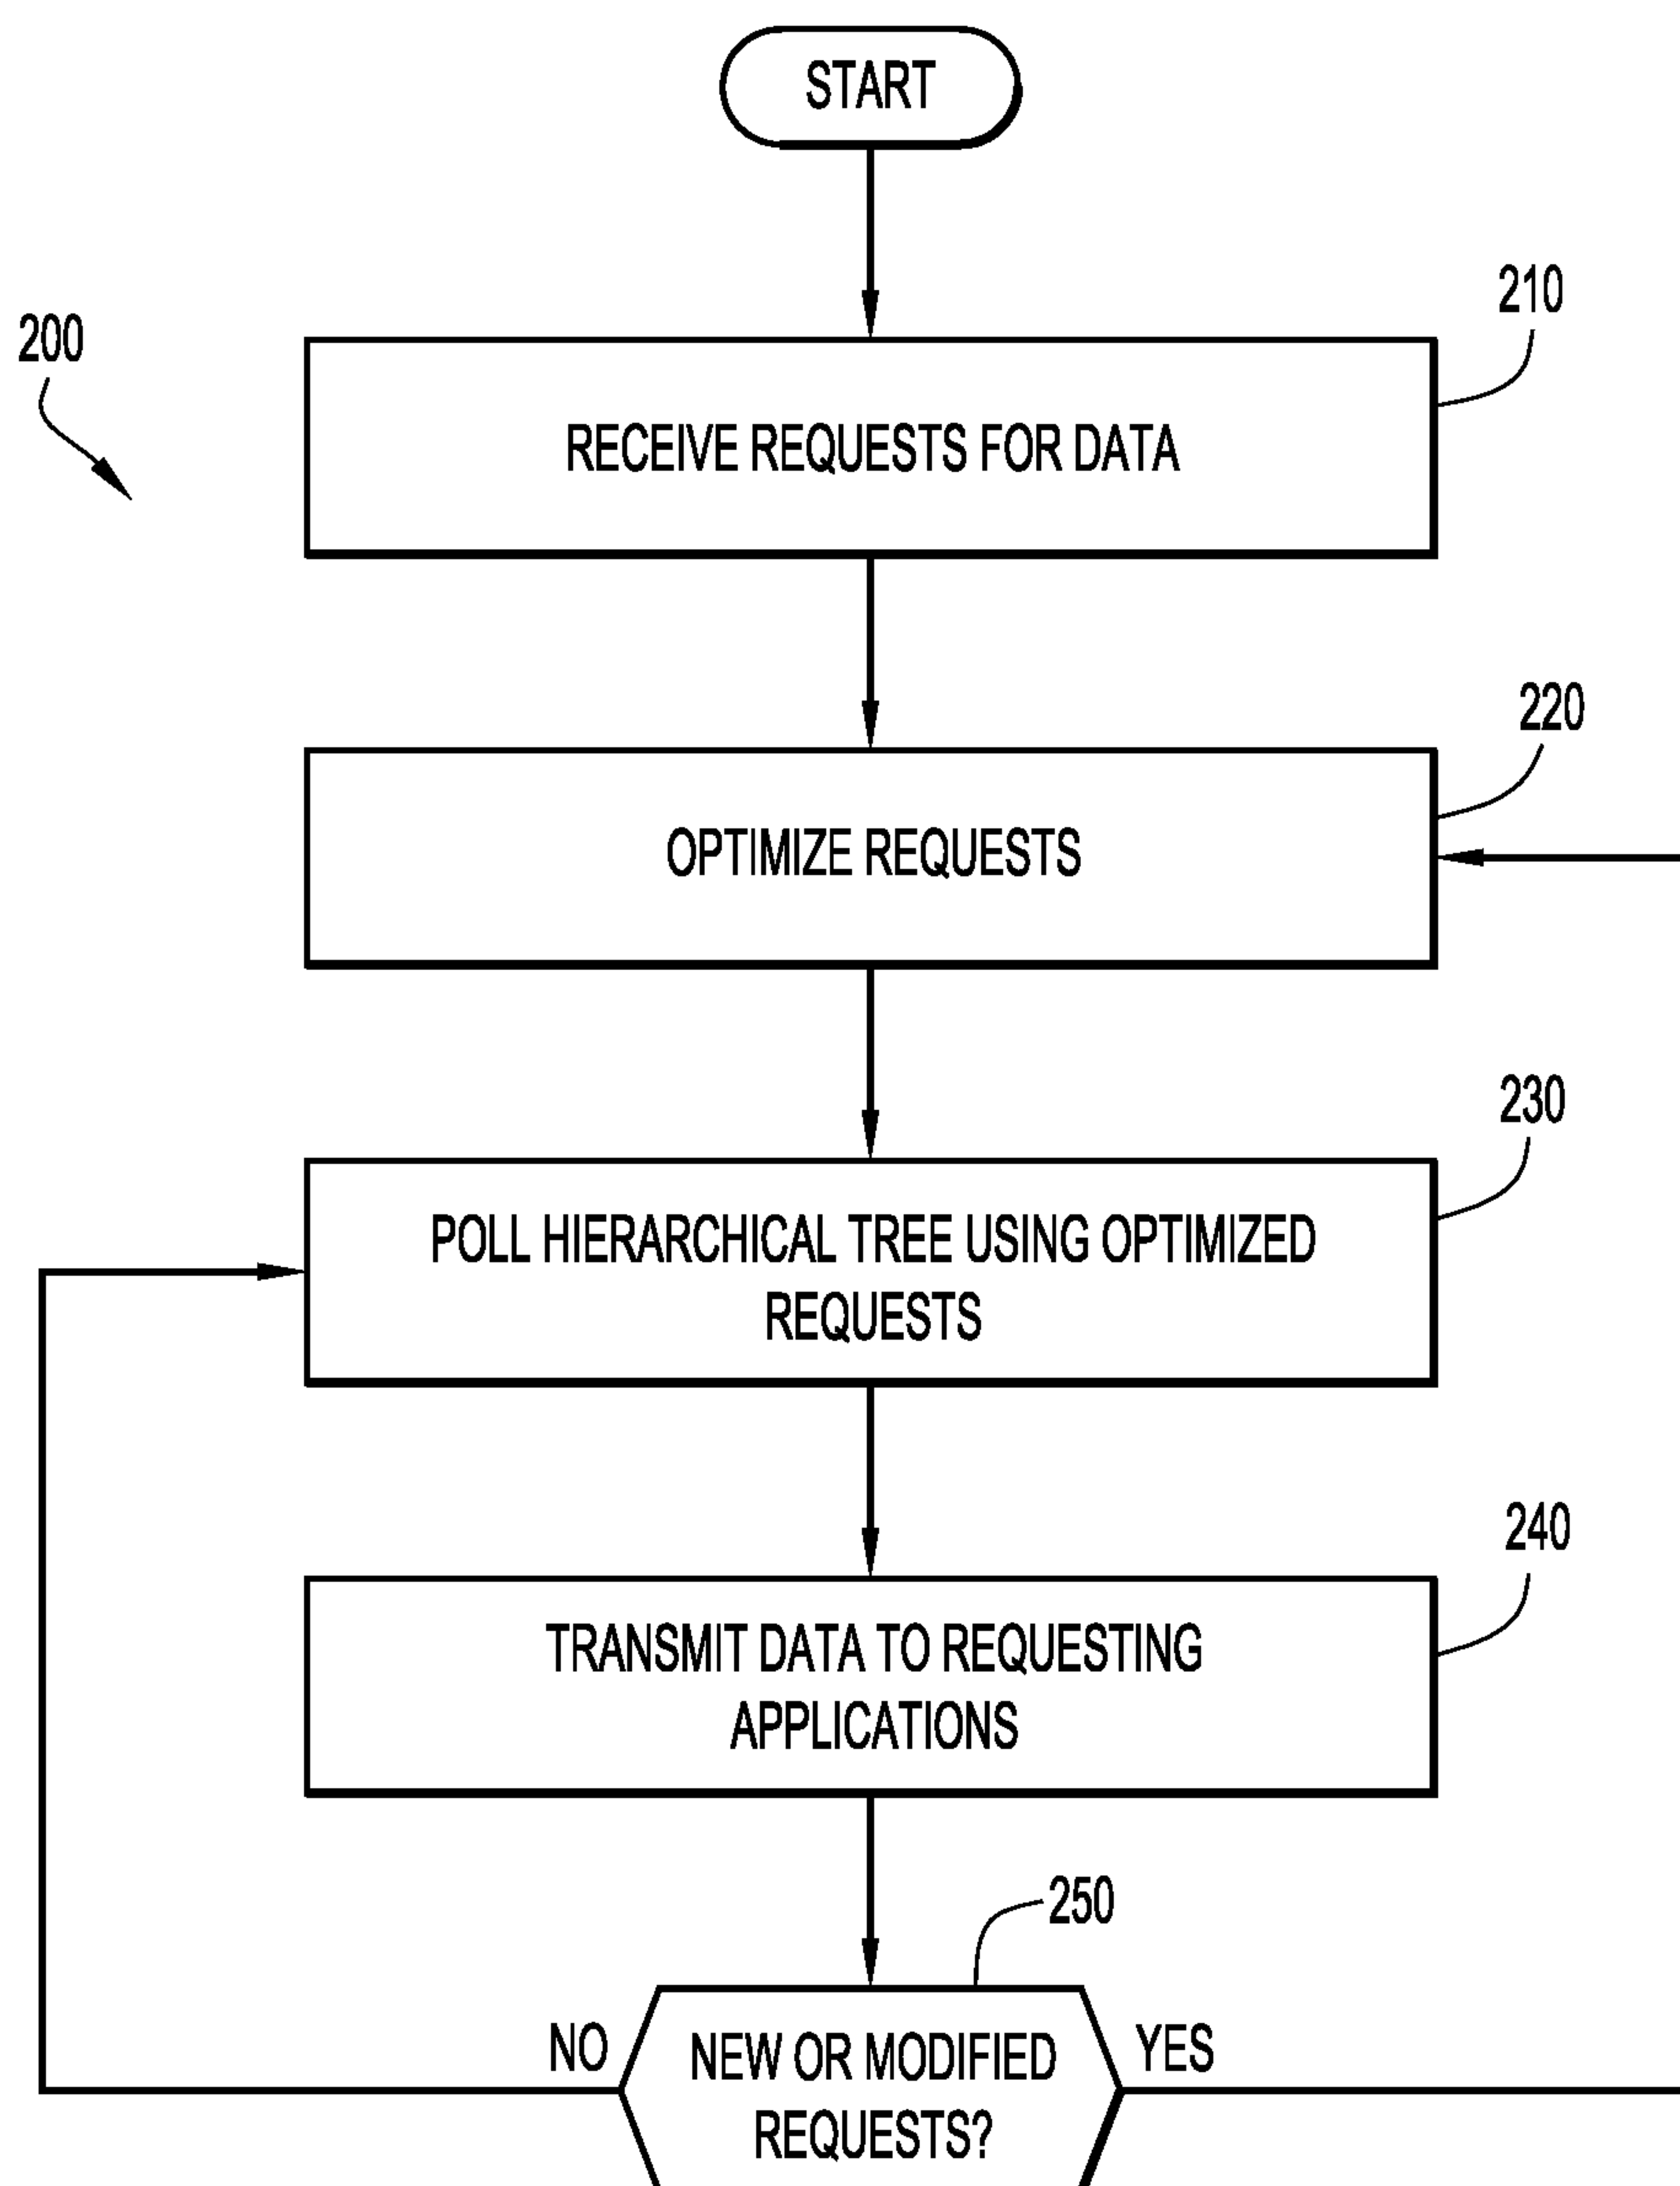 START
210
200
RECEIVE REQUESTS FOR DATA
220
OPTIMIZE REQUESTS
230
POLL HIERARCHICAL TREE USING OPTIMIZED
REQUESTS
240
TRANSMIT DATA TO REQUESTING
APPLICATIONS
250
NO
NEW OR MODIFIED
REQUESTS?
YES